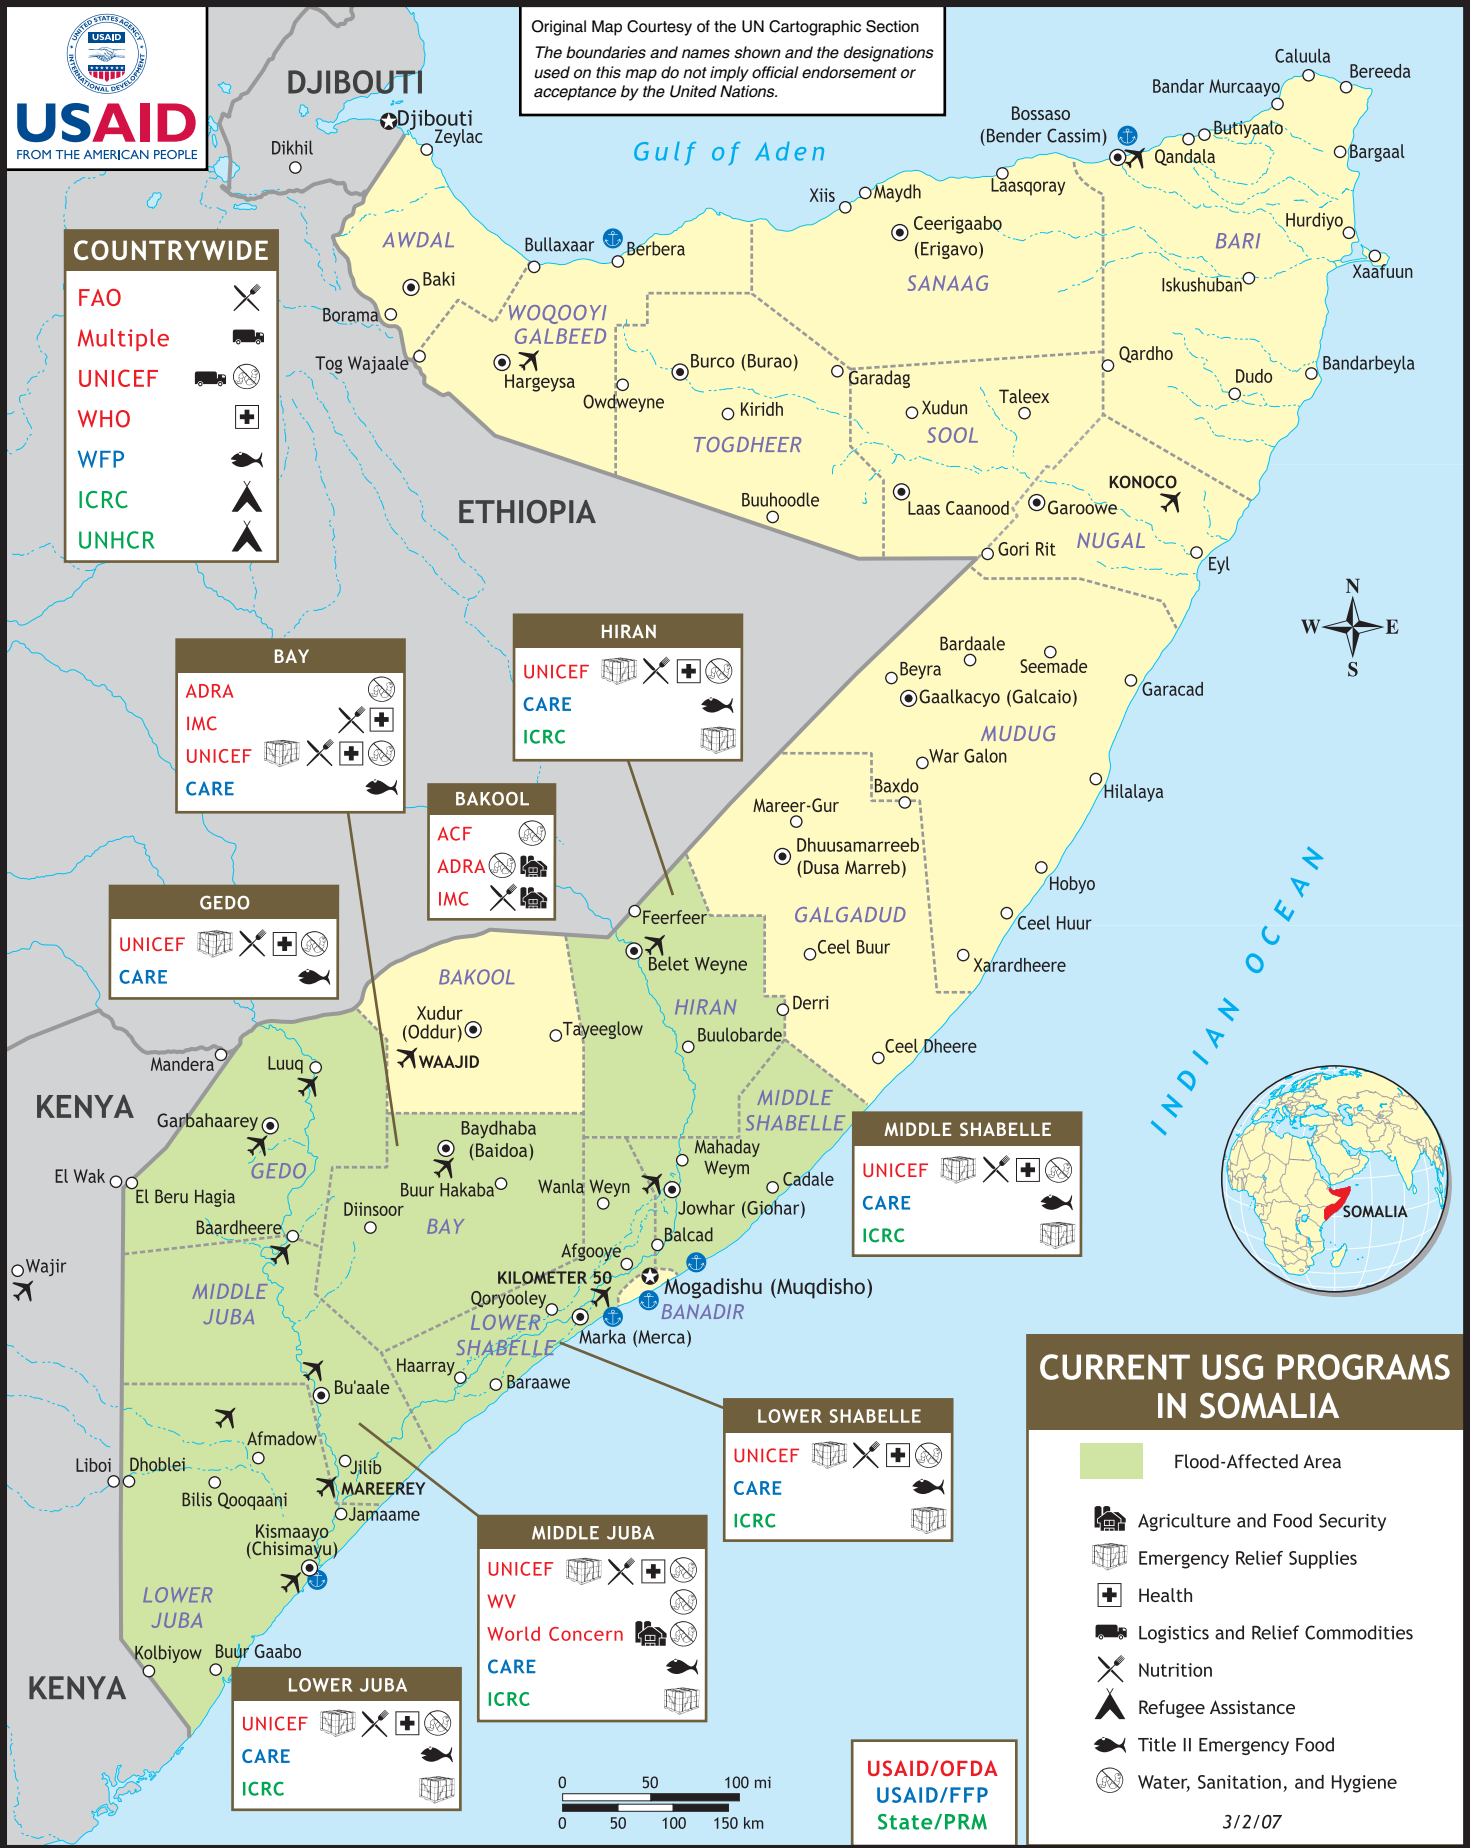 UNITED STATES AGENCY
USAID
INTERNATIONAL DEVELOPMENT
USAID
FROM THE AMERICAN PEOPLE
Original Map Courtesy of the UN Cartographic Section
The boundaries and names shown and the designations
used on this map do not imply official endorsement or
acceptance by the United Nations.
DJIBOUTI
Djibouti
Zeylac
Dikhil
Gulf of Aden
Caluula
Bereeda
Bandar Murcaayo
Bossaso
(Bender Cassim)
Butiyaalo
Qandala
Bargaal
Laasqoray
Xiis
Maydh
Ceerigaabo
(Erigavo)
Hurdiyo
BARI
Xaafuun
Iskushuban
SANAAG
AWDAL
Bullaxaar
Berbera
Baki
Borama
WOQOOYI
GALBEED
Tog Wajaale
Hargeysa
Burco (Burao)
Owdweyne
Kiridh
TOGDHEER
Garadag
Xudun
Taleex
SOOL
Qardho
Dudo
Bandarbeyla
Buuhoodle
Laas Caanood
Garoowe
KONOCO
NUGAL
Gori Rit
Eyl
ETHIOPIA
COUNTRYWIDE
FAO
Multiple
UNICEF
WHO
WFP
ICRC
UNHCR
N
W
E
S
HIRAN
UNICEF
CARE
ICRC
BAY
ADRA
IMC
UNICEF
CARE
BAKOOL
ACF
ADRA
IMC
GEDO
UNICEF
CARE
Bardaale
Seemade
Beyra
Gaalkacyo (Galcaio)
Garacad
MUDUG
War Galon
Baxdo
Hilalaya
Mareer-Gur
Dhuusamarreeb
(Dusa Marreb)
Hobyo
GALGADUD
Ceel Huur
Ceel Buur
Xarardheere
Derri
Ceel Dheere
INDIAN OCEAN
Feerfeer
Belet Weyne
HIRAN
Buulobarde
BAKOOL
Xudur
(Oddur)
Tayeeglow
WAAJID
MIDDLE
SHABELLE
Mandera
Luuq
KENYA
Garbahaarey
GEDO
El Wak
El Beru Hagia
Baardheere
Wajir
Baydhaba
(Baidoa)
Buur Hakaba
Diinsoor
BAY
Wanla Weyn
Mahaday
Weym
Cadale
Jowhar (Giohar)
Balcad
Afgooye
KILOMETER 50
Mogadishu (Muqdisho)
BANADIR
Qoryooley
LOWER
SHABELLE
Marka (Merca)
Haarray
Baraawe
MIDDLE
JUBA
Bu'aale
Afmadow
Liboi
Dhoblei
Bilis Qooqaani
Jilib
MAREEREY
Jamaame
Kismaayo
(Chisimayu)
LOWER
JUBA
Kolbiyow
Buur Gaabo
KENYA
MIDDLE SHABELLE
UNICEF
CARE
ICRC
SOMALIA
LOWER SHABELLE
UNICEF
CARE
ICRC
MIDDLE JUBA
UNICEF
WV
World Concern
CARE
ICRC
LOWER JUBA
UNICEF
CARE
ICRC
0 50 100 mi
0 50 100 150 km
USAID/OFDA
USAID/FFP
State/PRM
CURRENT USG PROGRAMS
IN SOMALIA
Flood-Affected Area
Agriculture and Food Security
Emergency Relief Supplies
Health
Logistics and Relief Commodities
Nutrition
Refugee Assistance
Title II Emergency Food
Water, Sanitation, and Hygiene
3/2/07